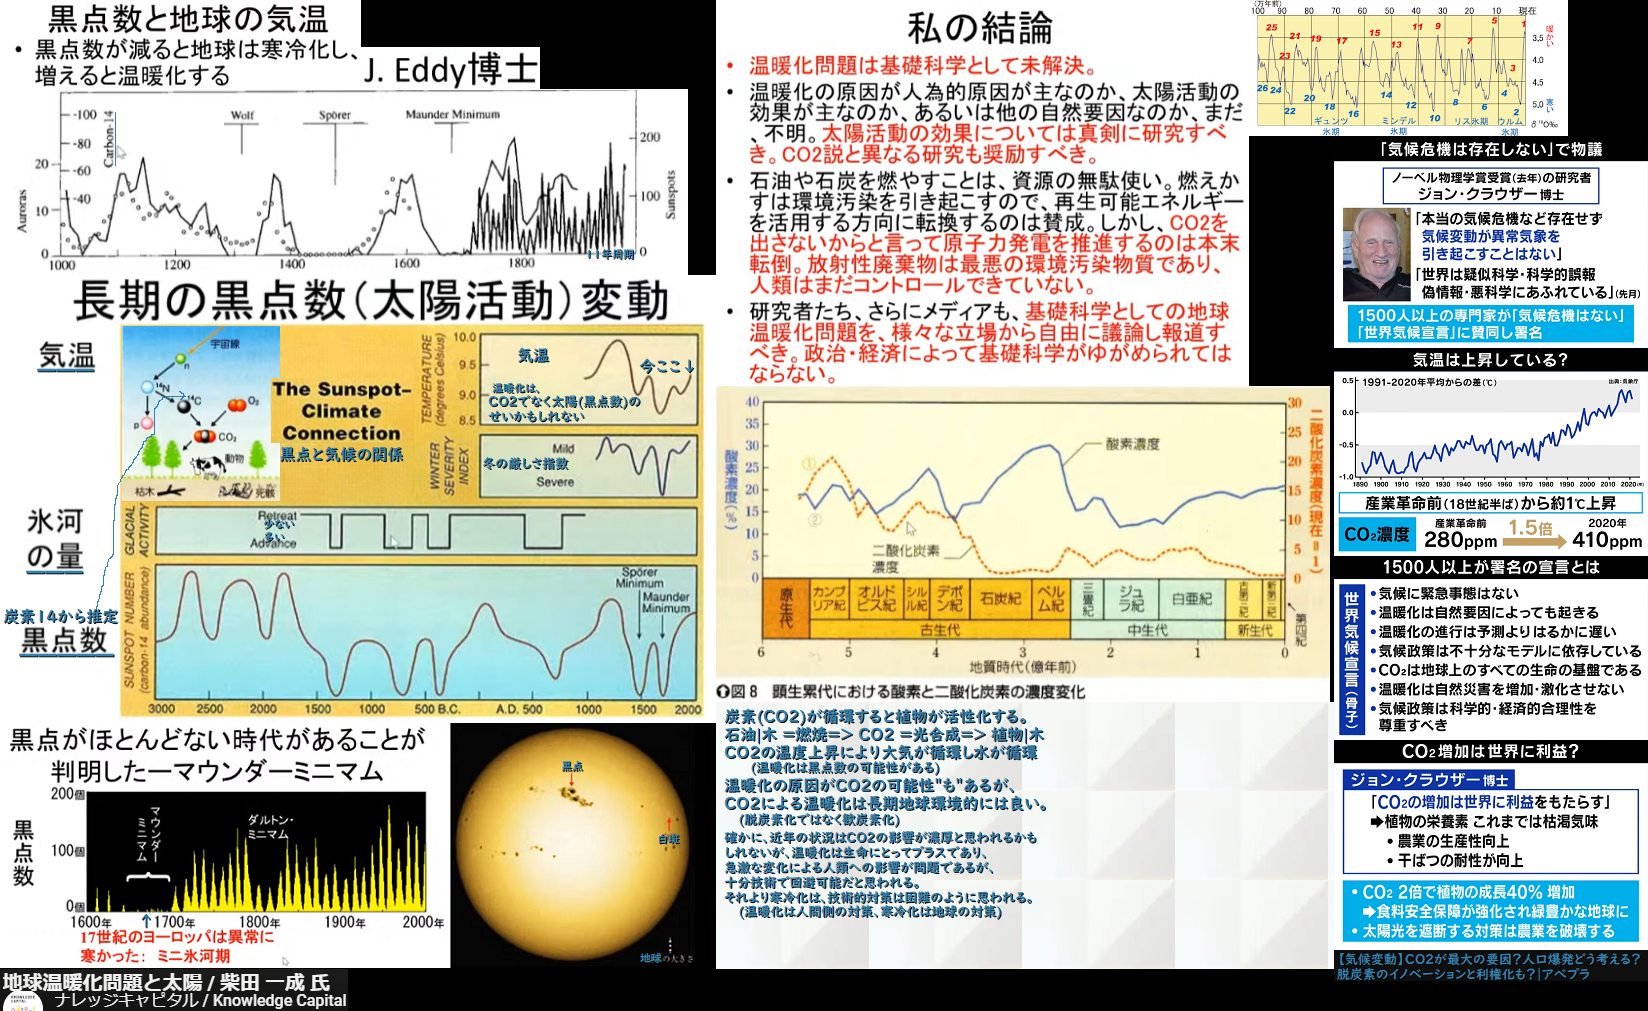 黒点数と地球の気温
• 黒点数が減ると地球は寒冷化し、
増えると温暖化する
J. Eddy博士
-100
-80
-60
-40
Carbon-14
Wolf
Spörer
Maunder Minimum
20
10
0
Auroras
200
100
0
Sunspots
11年周期
1000 1200 1400 1600 1800
長期の黒点数(太陽活動)変動
気温
氷河
の量
炭素14から推定
黒点数
宇宙線
n
¹⁴N
¹⁴C
O₂
p
CO₂
動物
枯木
死骸
The Sunspot–
Climate
Connection
黒点と気候の関係
TEMPERATURE
(degrees Celsius)
10.0
9.5
9.0
8.5
気温
今ここ↓
温暖化は、
CO2でなく太陽(黒点数)の
せいかもしれない
WINTER
SEVERITY
INDEX
Mild
冬の厳しさ指数
Severe
GLACIAL
ACTIVITY
Retreat
少ない
多い
Advance
SUNSPOT NUMBER
(carbon-14 abundance)
Spörer
Minimum
Maunder
Minimum
3000 2500 2000 1500 1000 500 B.C. A.D. 500 1000 1500 2000
黒点がほとんどない時代があることが
判明したーマウンダーミニマム
黒点数
200個
100個
0個
マウンダー
ミニマム
ダルトン・
ミニマム
1600年 1700年 1800年 1900年 2000年
17世紀のヨーロッパは異常に
寒かった: ミニ氷河期
黒点
白斑
地球の大きさ
地球温暖化問題と太陽 / 柴田 一成 氏
ナレッジキャピタル / Knowledge Capital
私の結論
• 温暖化問題は基礎科学として未解決。
• 温暖化の原因が人為的原因が主なのか、太陽活動の
効果が主なのか、あるいは他の自然要因なのか、まだ
、不明。太陽活動の効果については真剣に研究すべ
き。CO2説と異なる研究も奨励すべき。
• 石油や石炭を燃やすことは、資源の無駄使い。燃えか
すは環境汚染を引き起こすので、再生可能エネルギー
を活用する方向に転換するのは賛成。しかし、CO2を
出さないからと言って原子力発電を推進するのは本末
転倒。放射性廃棄物は最悪の環境汚染物質であり、
人類はまだコントロールできていない。
• 研究者たち、さらにメディアも、基礎科学としての地球
温暖化問題を、様々な立場から自由に議論し報道す
べき。政治・経済によって基礎科学がゆがめられては
ならない。
酸素濃度(%)
40
35
30
25
20
15
10
5
0
①
②
酸素濃度
二酸化炭素
濃度
30
25
20
15
10
5
0
二酸化炭素濃度(現在=1)
原生代
カンブリア紀
オルドビス紀
シルル紀
デボン紀
石炭紀
ペルム紀
三畳紀
ジュラ紀
白亜紀
古第三紀
新第三紀
第四紀
古生代
中生代
新生代
6 5 4 3 2 1 0
地質時代(億年前)
図8 顕生累代における酸素と二酸化炭素の濃度変化
炭素(CO2)が循環すると植物が活性化する。
石油|木 =燃焼=> CO2 =光合成=> 植物|木
CO2の温度上昇により大気が循環し水が循環
(温暖化は黒点数の可能性がある)
温暖化の原因がCO2の可能性"も"あるが、
CO2による温暖化は長期地球環境的には良い。
(脱炭素化ではなく微炭素化)
確かに、近年の状況はCO2の影響が濃厚と思われるかも
しれないが、温暖化は生命にとってプラスであり、
急激な変化による人類への影響が問題であるが、
十分技術で回避可能だと思われる。
それより寒冷化は、技術的対策は困難のように思われる。
(温暖化は人間側の対策、寒冷化は地球の対策)
(万年前)
100 90 80 70 60 50 40 30 20 10 現在
25 23 21 19 17 15 13 11 9 7 5 3 1
26 24 22 20 18 16 14 12 10 8 6 4 2
暖かい
3.5
4.0
4.5
5.0
寒い
δ ¹⁸O‰
ギュンツ氷期
ミンデル氷期
リス氷期
ウルム氷期
「気候危機は存在しない」で物議
ノーベル物理学賞受賞(去年)の研究者
ジョン・クラウザー博士
「本当の気候危機など存在せず
気候変動が異常気象を
引き起こすことはない」
「世界は疑似科学・科学的誤報
偽情報・悪科学にあふれている」(先月)
1500人以上の専門家が「気候危機はない」
「世界気候宣言」に賛同し署名
気温は上昇している?
1991-2020年平均からの差(℃)
出典:気象庁
0.5
0.0
-0.5
-1.0
1890 1900 1910 1920 1930 1940 1950 1960 1970 1980 1990 2000 2010 2020(年)
産業革命前(18世紀半ば)から約1℃上昇
CO₂濃度
産業革命前
280ppm
1.5倍
2020年
410ppm
1500人以上が署名の宣言とは
世界気候宣言(骨子)
• 気候に緊急事態はない
• 温暖化は自然要因によっても起きる
• 温暖化の進行は予測よりはるかに遅い
• 気候政策は不十分なモデルに依存している
• CO₂は地球上のすべての生命の基盤である
• 温暖化は自然災害を増加・激化させない
• 気候政策は科学的・経済的合理性を
尊重すべき
CO₂増加は世界に利益?
ジョン・クラウザー博士
「CO₂の増加は世界に利益をもたらす」
➡植物の栄養素 これまでは枯渇気味
• 農業の生産性向上
• 干ばつの耐性が向上
• CO₂ 2倍で植物の成長40% 増加
➡食料安全保障が強化され緑豊かな地球に
• 太陽光を遮断する対策は農業を破壊する
【気候変動】CO2が最大の要因?人口爆発どう考える?
脱炭素のイノベーションと利権化も?|アベプラ